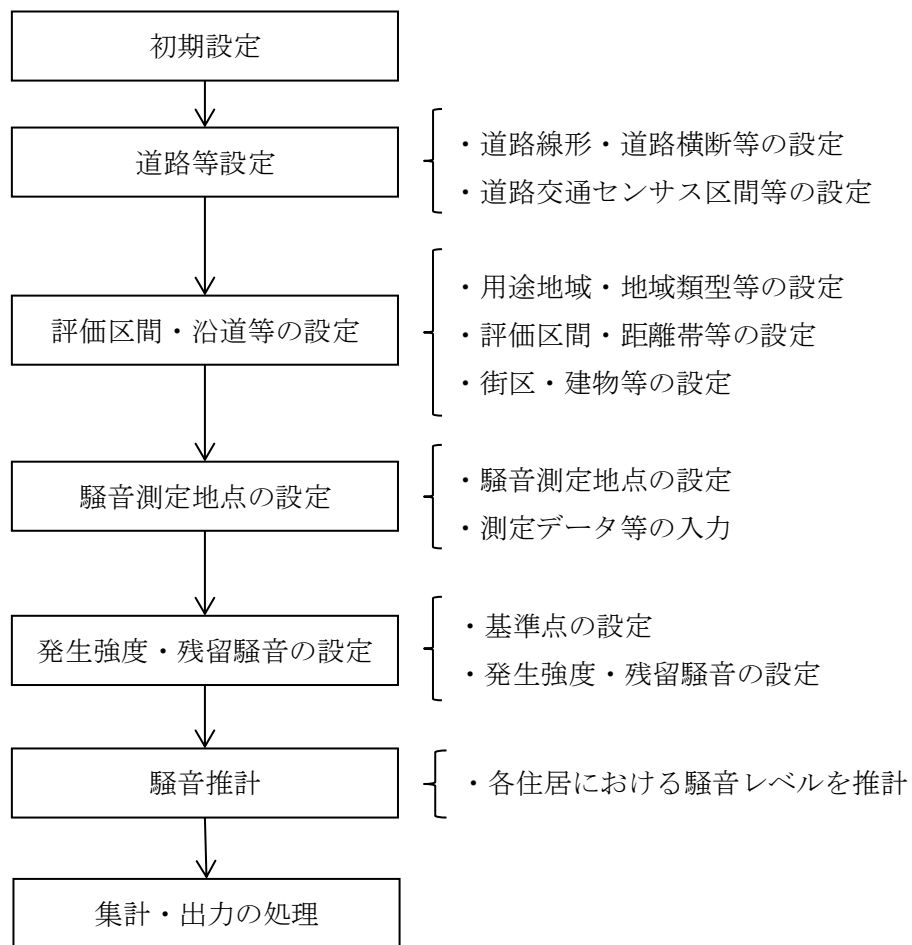 初期設定
道路等設定
・道路線形・道路横断等の設定
・道路交通センサス区間等の設定
評価区間・沿道等の設定
・用途地域・地域類型等の設定
・評価区間・距離帯等の設定
・街区・建物等の設定
騒音測定地点の設定
・騒音測定地点の設定
・測定データ等の入力
発生強度・残留騒音の設定
・基準点の設定
・発生強度・残留騒音の設定
騒音推計
・各住居における騒音レベルを推計
集計・出力の処理